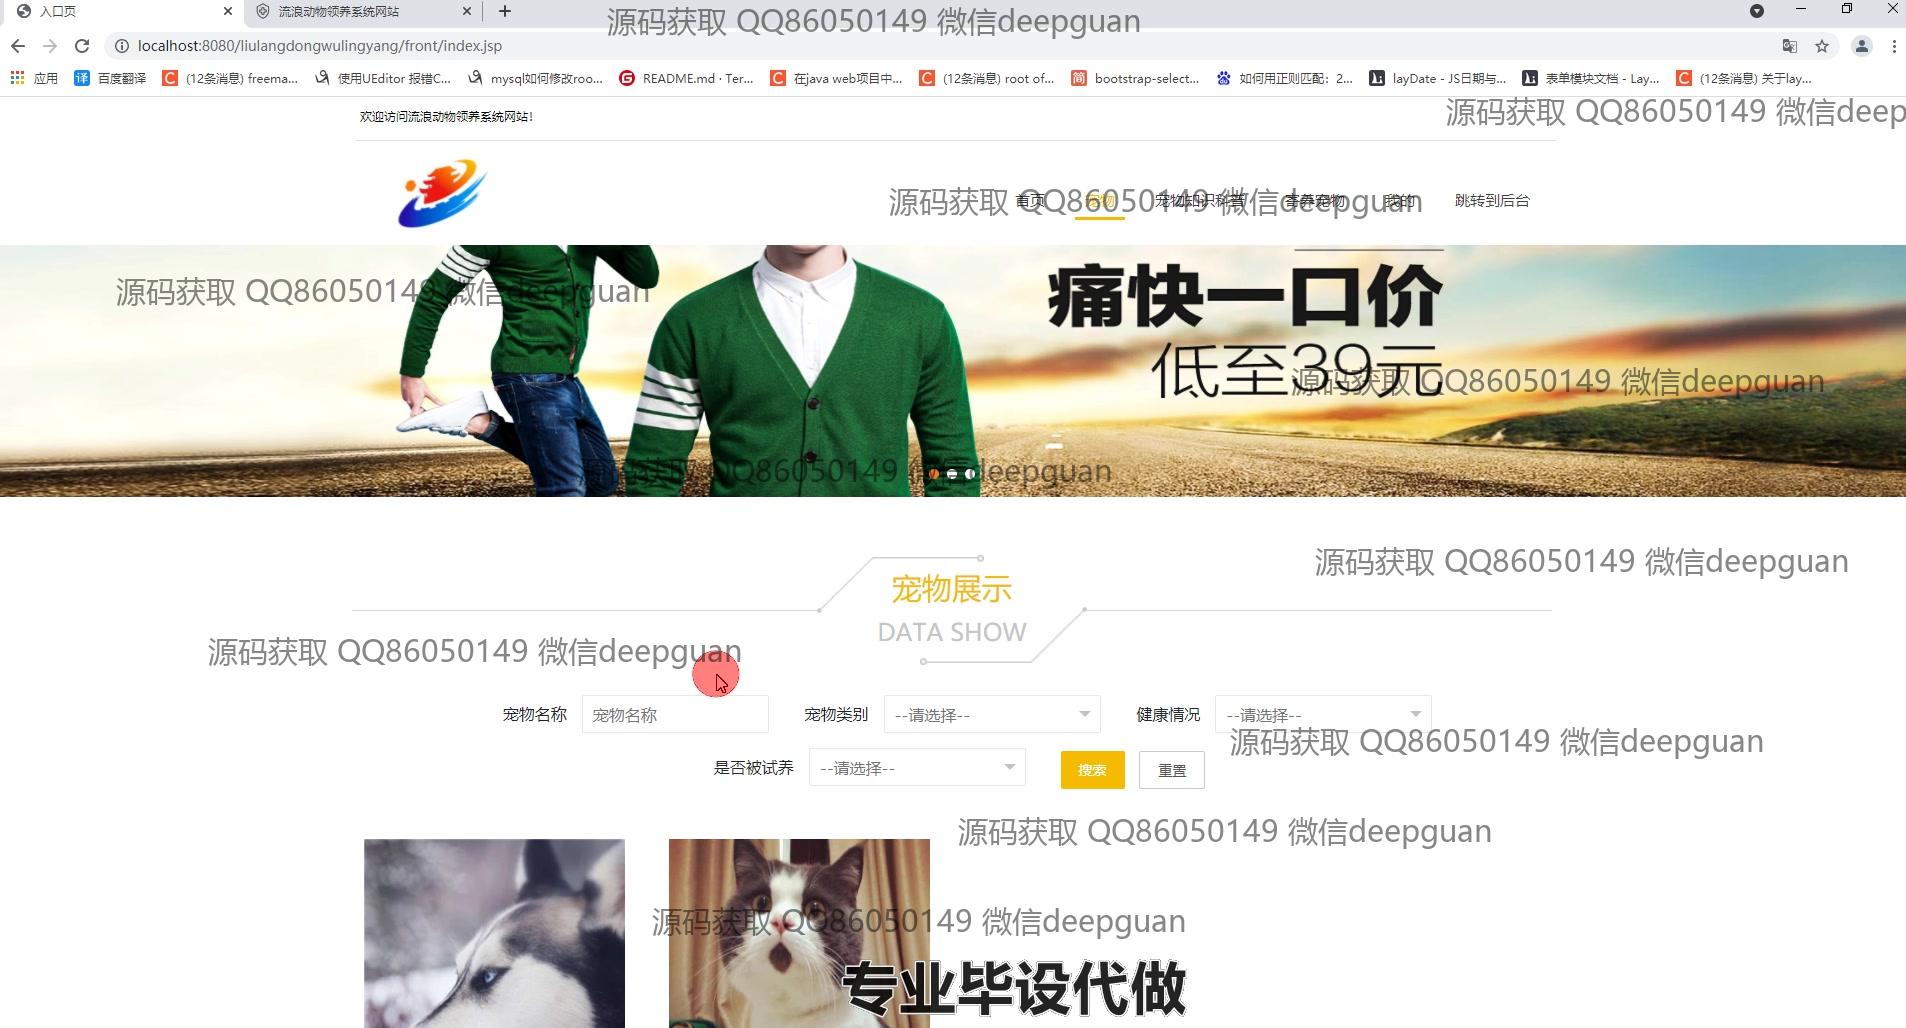 入口页
流浪动物领养系统网站
源码获取 QQ86050149 微信deepguan
localhost:8080/liulangdongwulingyang/front/index.jsp
应用 百度翻译 (12条消息) freema... 使用UEditor 报错C... mysql如何修改roo... README.md · Ter... 在java web项目中... (12条消息) root of... bootstrap-select... 如何用正则匹配：2... layDate - JS日期与... 表单模块文档 - Lay... (12条消息) 关于lay...
欢迎访问流浪动物领养系统网站!
源码获取 QQ86050149 微信deep
首页 宠物 宠物知识科普 我的 跳转到后台
源码获取 QQ86050149 微信deepguan
痛快一口价
源码获取 QQ86050149 微信deepguan
低至39元
源码获取 QQ86050149 微信deepguan
源码获取 QQ86050149 微信deepguan
源码获取 QQ86050149 微信deepguan
宠物展示
DATA SHOW
源码获取 QQ86050149 微信deepguan
宠物名称 宠物名称 宠物类别 --请选择-- 健康情况 --请选择--
源码获取 QQ86050149 微信deepguan
是否被试养 --请选择-- 搜索 重置
源码获取 QQ86050149 微信deepguan
源码获取 QQ86050149 微信deepguan
专业毕设代做